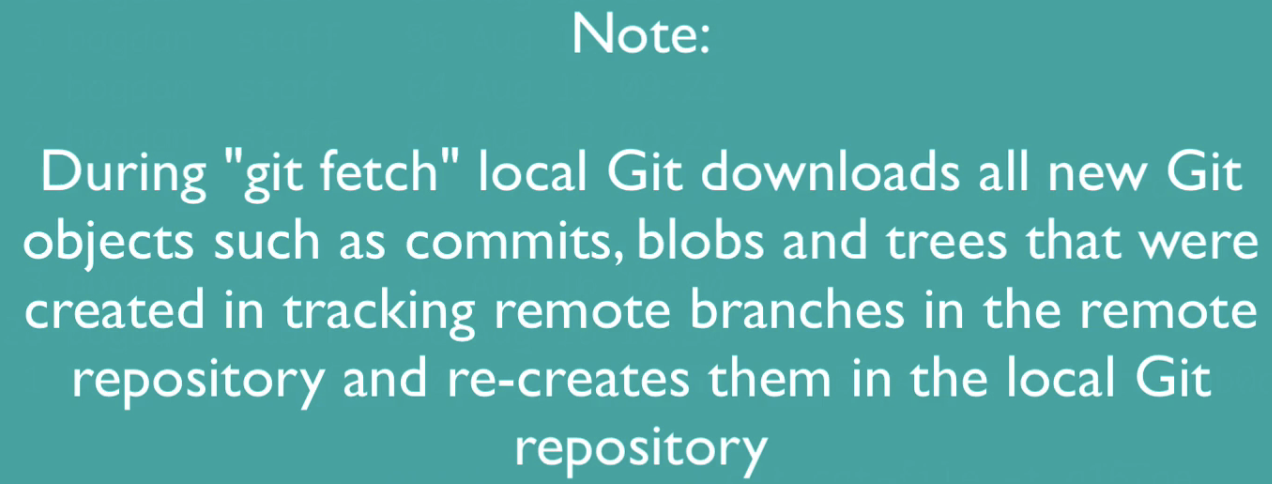 Note:
During "git fetch" local Git downloads all new Git
objects such as commits, blobs and trees that were
created in tracking remote branches in the remote
repository and re-creates them in the local Git
repository